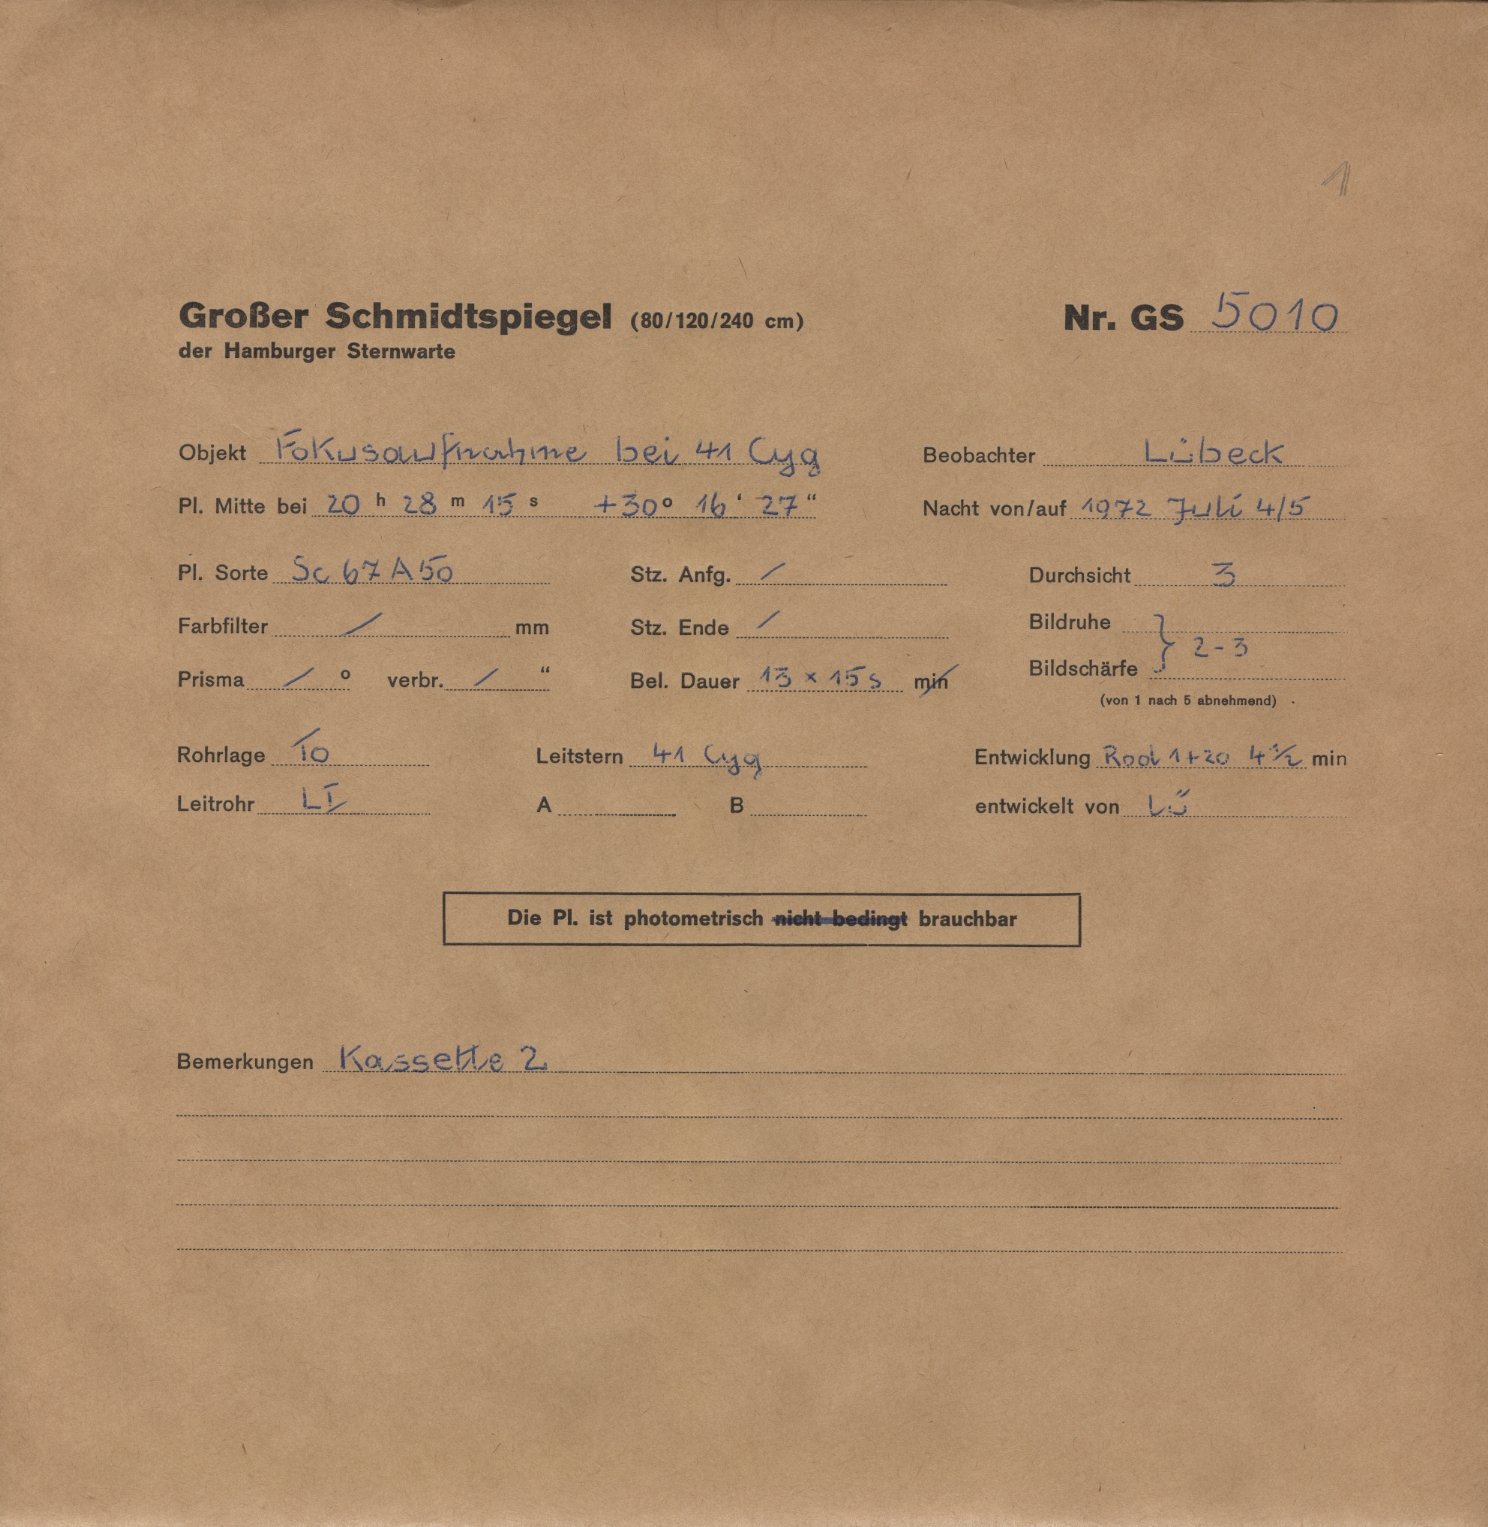 1
Großer Schmidtspiegel (80/120/240 cm) Nr. GS 5010
der Hamburger Sternwarte
Objekt Fokusaufnahme bei 41 Cyg Beobachter Lübeck
Pl. Mitte bei 20 h 28 m 15 s +30° 16 ' 27 " Nacht von/auf 1972 Juli 4/5
Pl. Sorte Sc 67 A 50 Stz. Anfg. / Durchsicht 3
Farbfilter / mm Stz. Ende / Bildruhe
Prisma / ° verbr. / " Bel. Dauer 13 x 15 s min Bildschärfe } 2-3
(von 1 nach 5 abnehmend)
Rohrlage TO Leitstern 41 Cyg Entwicklung Rod 1+20 4 1/2 min
Leitrohr LI A B entwickelt von Lü
Die Pl. ist photometrisch nicht bedingt brauchbar
Bemerkungen Kassette 2